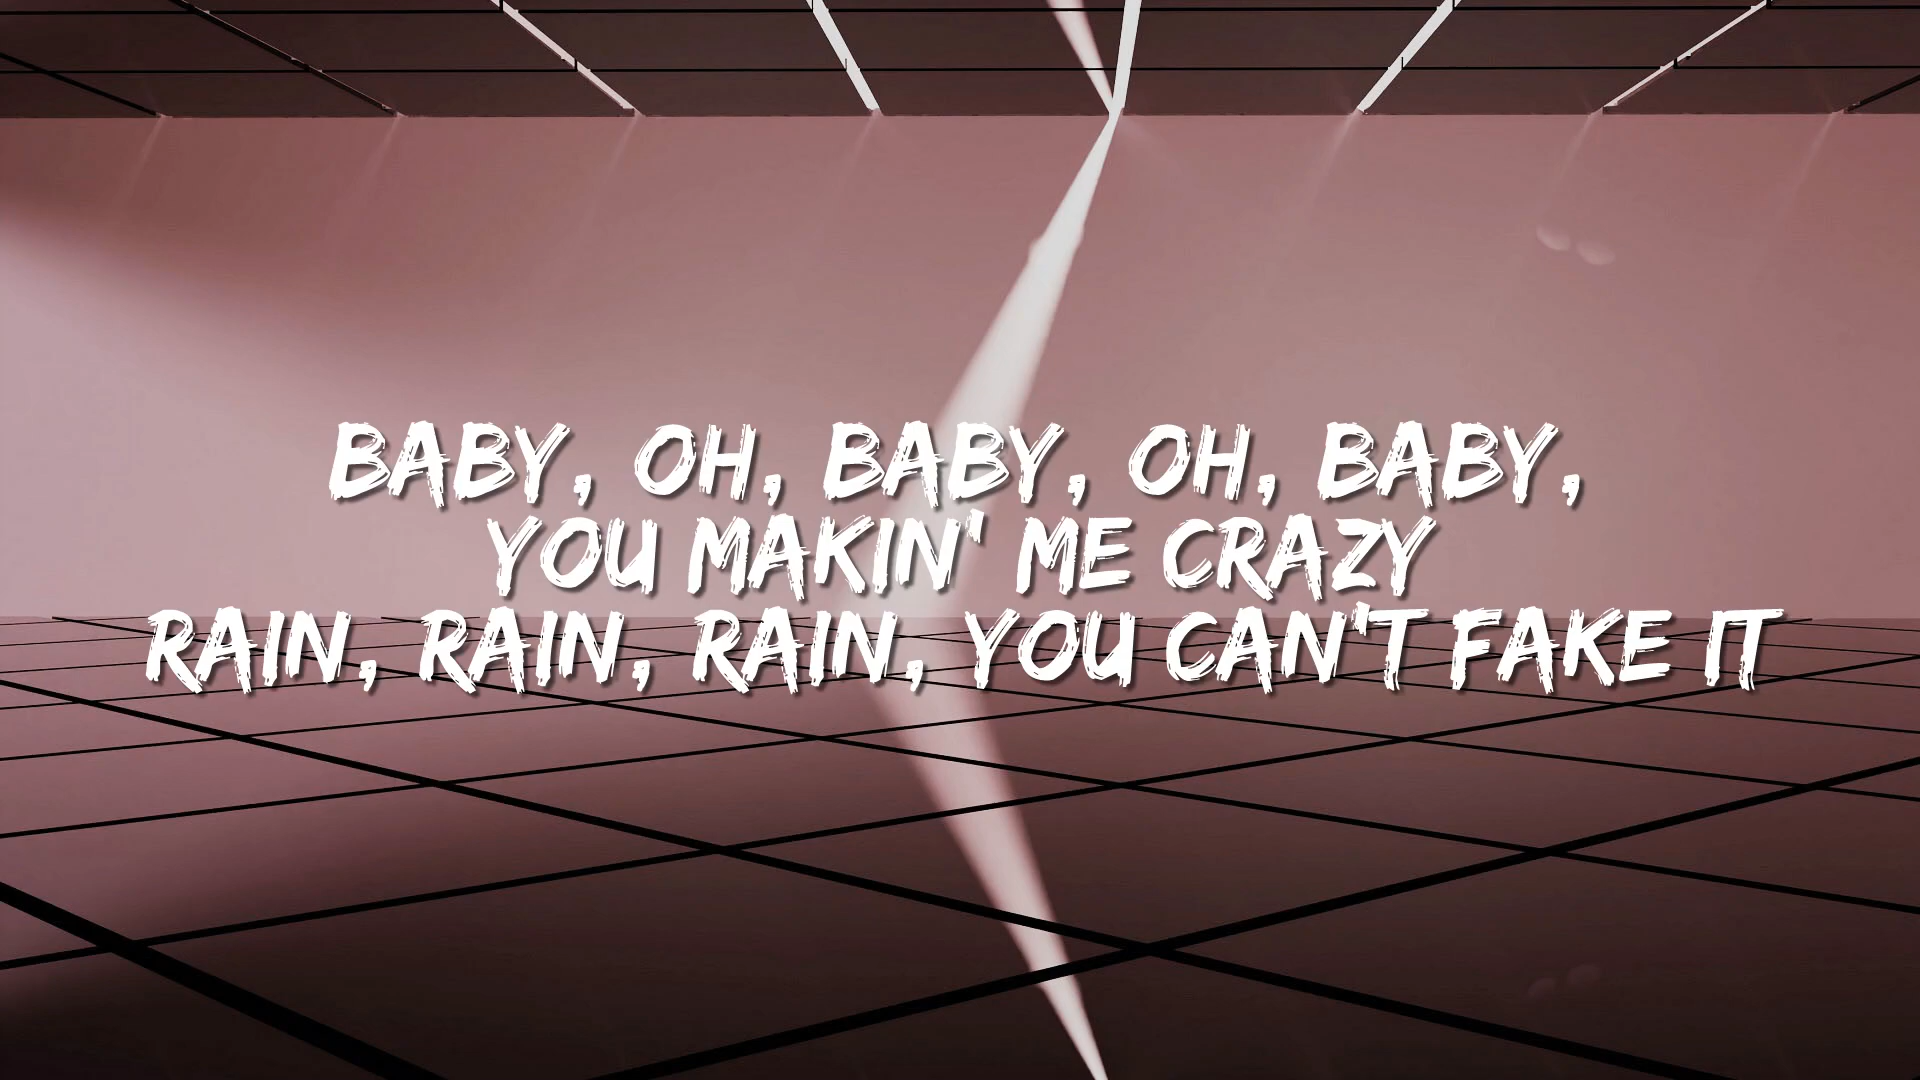 BABY, OH, BABY, OH, BABY,
YOU MAKIN' ME CRAZY
RAIN, RAIN, RAIN, YOU CAN'T FAKE IT